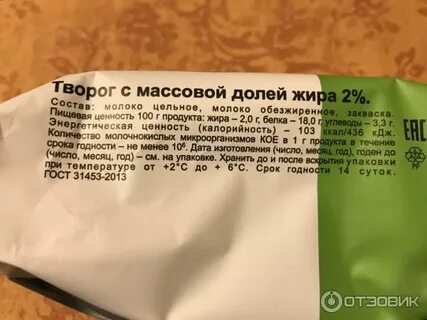 Творог с массовой долей жира 2%.
Состав: молоко цельное, молоко обезжиренное, закваска.
Пищевая ценность 100 г продукта: жира – 2,0 г, белка – 18,0 г, углеводы – 3,3 г.
Энергетическая ценность (калорийность) – 103 ккал/436 кДж.
Количество молочнокислых микроорганизмов КОЕ в 1 г продукта в течение
срока годности – не менее 10⁶. Дата изготовления (число, месяц, год), годен до
(число, месяц, год) – см. на упаковке. Хранить до и после вскрытия упаковки
при температуре от +2°С до + 6°С. Срок годности 14 суток.
ГОСТ 31453-2013
ЕАС
PP
ОТЗОВИК